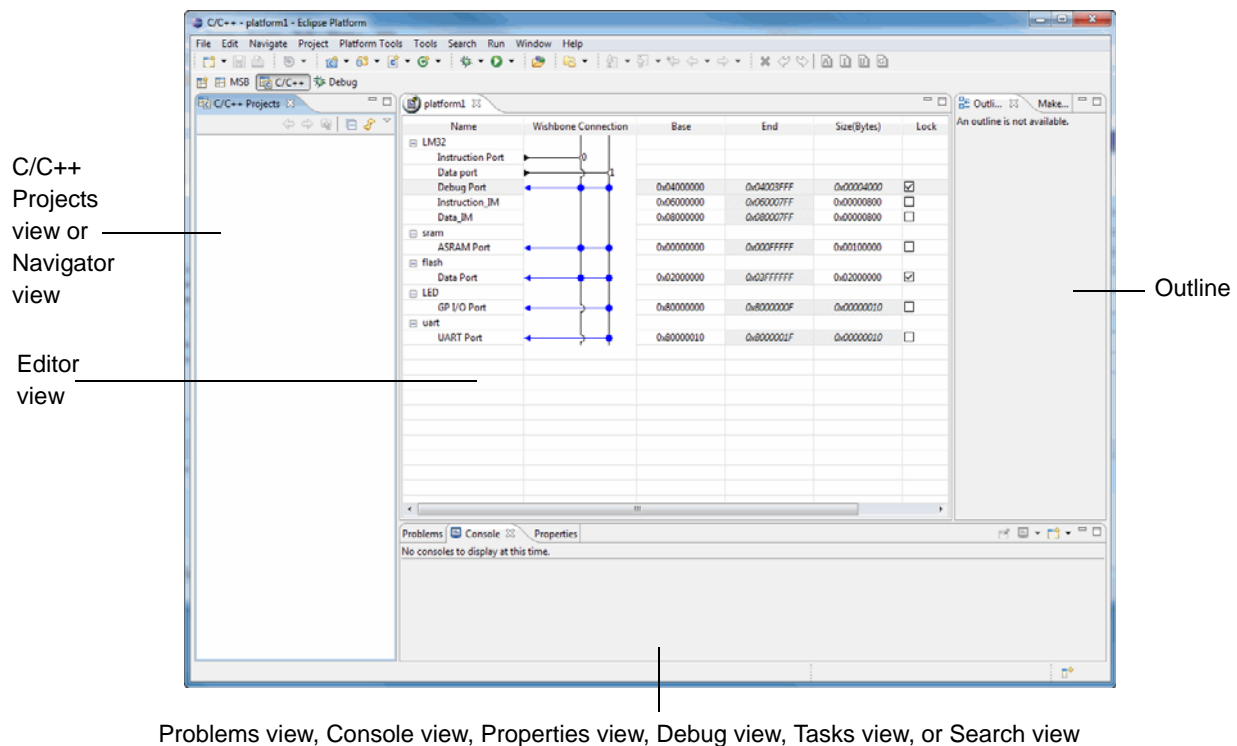 C/C++ - platform1 - Eclipse Platform
File Edit Navigate Project Platform Tools Tools Search Run Window Help
MSB C/C++ Debug
C/C++ Projects
platform1
Outli... Make...
An outline is not available.
Name Wishbone Connection Base End Size(Bytes) Lock
LM32
Instruction Port 0
Data port 1
Debug Port 0x04000000 0x04003FFF 0x00004000
Instruction_IM 0x06000000 0x060007FF 0x00000800
Data_IM 0x08000000 0x080007FF 0x00000800
sram
ASRAM Port 0x00000000 0x000FFFFF 0x00100000
flash
Data Port 0x02000000 0x03FFFFFF 0x02000000
LED
GP I/O Port 0x80000000 0x8000000F 0x00000010
uart
UART Port 0x80000010 0x8000001F 0x00000010
C/C++
Projects
view or
Navigator
view
Editor
view
Outline
Problems Console Properties
No consoles to display at this time.
Problems view, Console view, Properties view, Debug view, Tasks view, or Search view